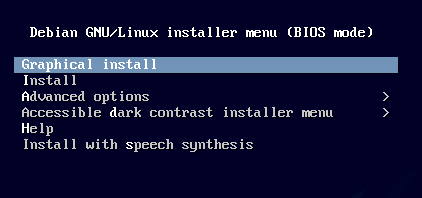 Debian GNU/Linux installer menu (BIOS mode)
Graphical install
Install
Advanced options >
Accessible dark contrast installer menu >
Help
Install with speech synthesis